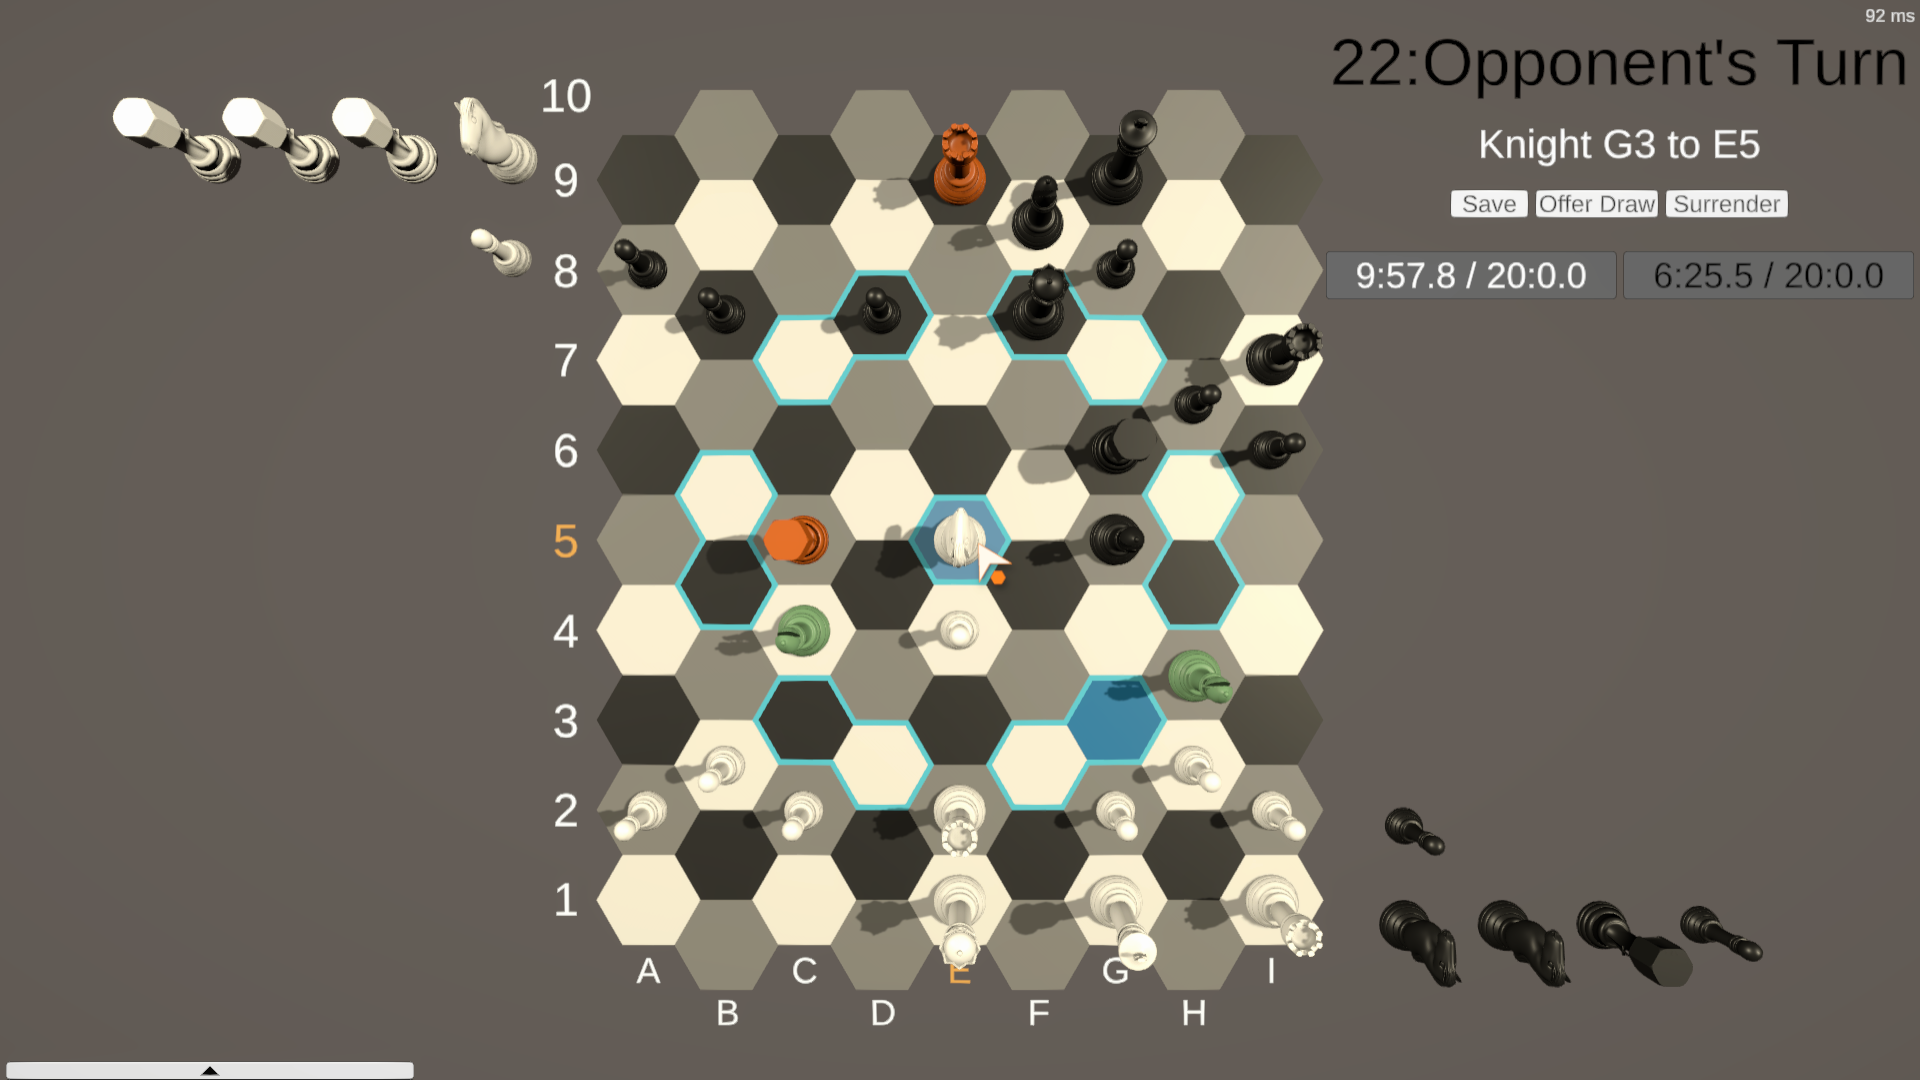 92 ms
22:Opponent's Turn
Knight G3 to E5
Save Offer Draw Surrender
9:57.8 / 20:0.0 6:25.5 / 20:0.0
10
9
8
7
6
5
4
3
2
1
A C E G I
B D F H